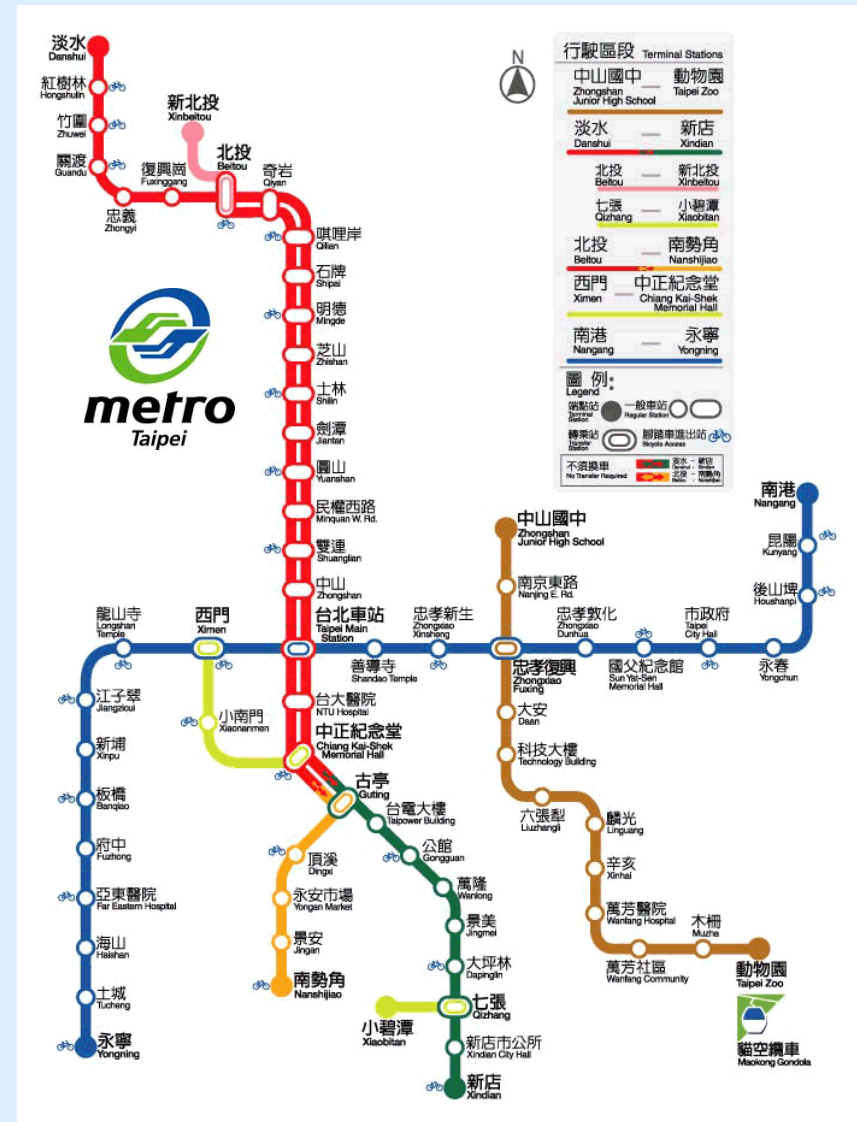 淡水
Danshui
紅樹林
Hongshulin
竹圍
Zhuwei
關渡
Guandu
忠義
Zhongyi
復興崗
Fuxinggang
新北投
Xinbeitou
北投
Beitou
奇岩
Qiyan
唭哩岸
Qilian
石牌
Shipai
明德
Mingde
芝山
Zhishan
士林
Shilin
劍潭
Jiantan
圓山
Yuanshan
民權西路
Minquan W. Rd.
雙連
Shuanglian
中山
Zhongshan
metro
Taipei
N
行駛區段 Terminal Stations
中山國中 動物園
Zhongshan
Junior High School
Taipei Zoo
淡水 新店
Danshui Xindian
北投 新北投
Beitou Xinbeitou
七張 小碧潭
Qizhang Xiaobitan
北投 南勢角
Beitou Nanshijiao
西門 中正紀念堂
Ximen
Chiang Kai-Shek
Memorial Hall
南港 永寧
Nangang Yongning
圖例:
Legend
端點站
Terminal
Station
一般車站
Regular Station
轉乘站
Transfer
Station
腳踏車進出站
Bicycle Access
不須換車
No Transfer Required
淡水 - 新店
Danshui - Xindian
北投 - 南勢角
Beitou - Nanshijiao
南港
Nangang
昆陽
Kunyang
後山埤
Houshanpi
中山國中
Zhongshan
Junior High School
南京東路
Nanjing E. Rd.
龍山寺
Longshan
Temple
西門
Ximen
台北車站
Taipei Main
Station
善導寺
Shandao Temple
忠孝新生
Zhongxiao
Xinsheng
忠孝復興
Zhongxiao
Fuxing
忠孝敦化
Zhongxiao
Dunhua
國父紀念館
Sun Yat-Sen
Memorial Hall
市政府
Taipei
City Hall
永春
Yongchun
江子翠
Jiangzicui
新埔
Xinpu
板橋
Banqiao
府中
Fuzhong
亞東醫院
Far Eastern Hospital
海山
Haishan
土城
Tucheng
永寧
Yongning
小南門
Xiaonanmen
台大醫院
NTU Hospital
中正紀念堂
Chiang Kai-Shek
Memorial Hall
古亭
Guting
台電大樓
Taipower Building
公館
Gongguan
萬隆
Wanlong
景美
Jingmei
大坪林
Dapinglin
七張
Qizhang
小碧潭
Xiaobitan
新店市公所
Xindian City Hall
新店
Xindian
頂溪
Dingxi
永安市場
Yongan Market
景安
Jingan
南勢角
Nanshijiao
大安
Daan
科技大樓
Technology Building
六張犁
Liuzhangli
麟光
Linguang
辛亥
Xinhai
萬芳醫院
Wanfang Hospital
萬芳社區
Wanfang Community
木柵
Muzha
動物園
Taipei Zoo
貓空纜車
Maokong Gondola